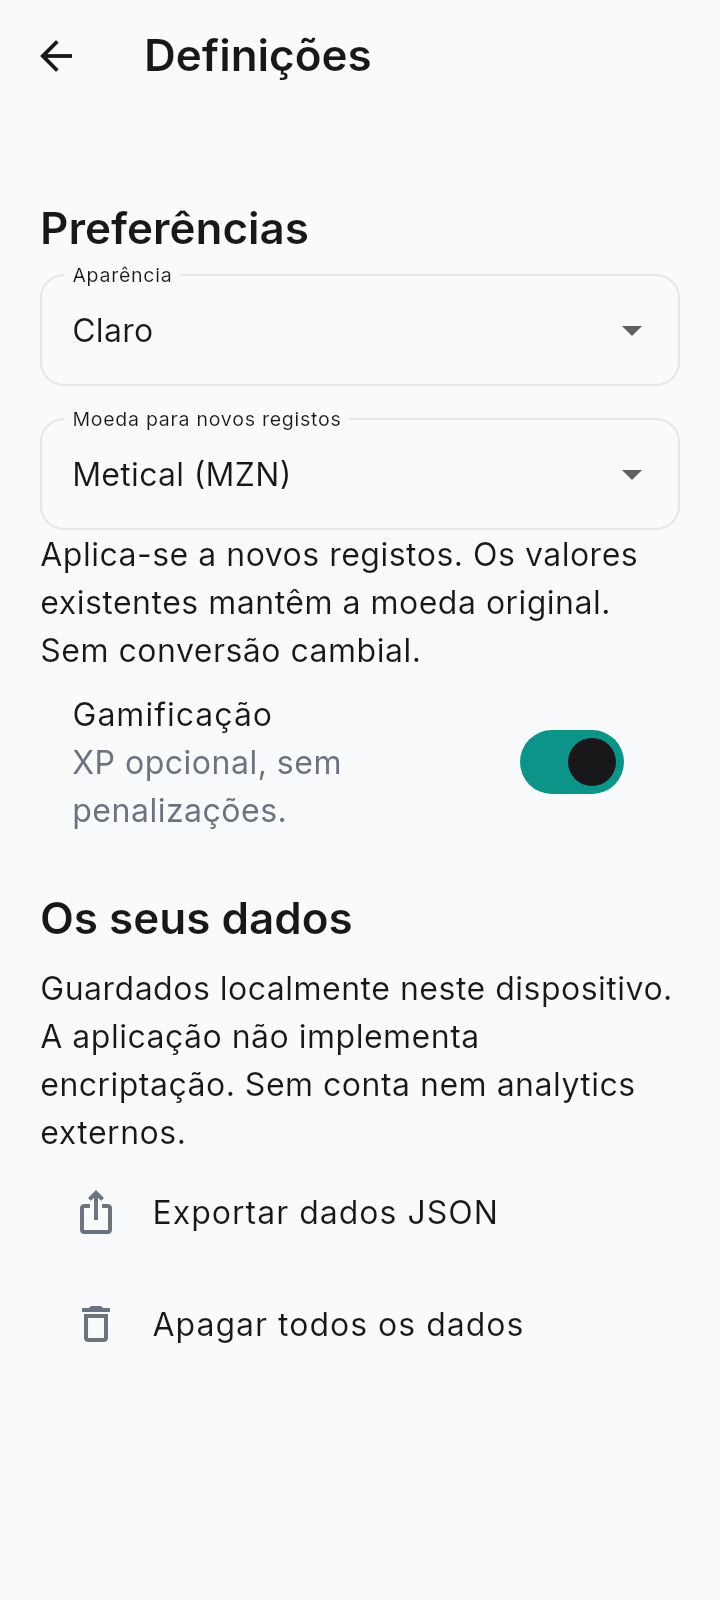 Definições
Preferências
Aparência
Claro
Moeda para novos registos
Metical (MZN)
Aplica-se a novos registos. Os valores
existentes mantêm a moeda original.
Sem conversão cambial.
Gamificação
XP opcional, sem
penalizações.
Os seus dados
Guardados localmente neste dispositivo.
A aplicação não implementa
encriptação. Sem conta nem analytics
externos.
Exportar dados JSON
Apagar todos os dados